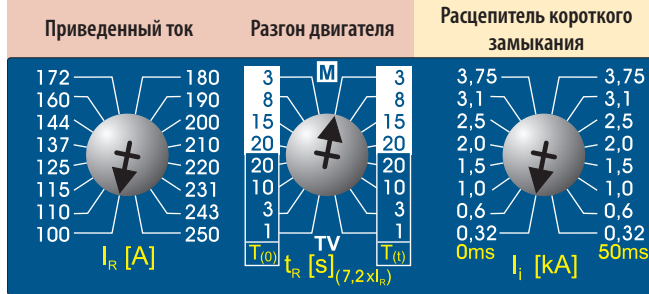 Приведенный ток
Разгон двигателя
Расцепитель короткого
замыкания
172 180
160 190
144 200
137 210
125 220
115 231
110 243
100 250
I_R [A]
M
3 3
8 8
15 15
20 20
20 20
10 10
3 3
1 1
TV
T(0) T(t)
t_R [s](7,2xI_R)
3,75 3,75
3,1 3,1
2,5 2,5
2,0 2,0
1,5 1,5
1,0 1,0
0,6 0,6
0,32 0,32
0ms 50ms
I_i [kA]